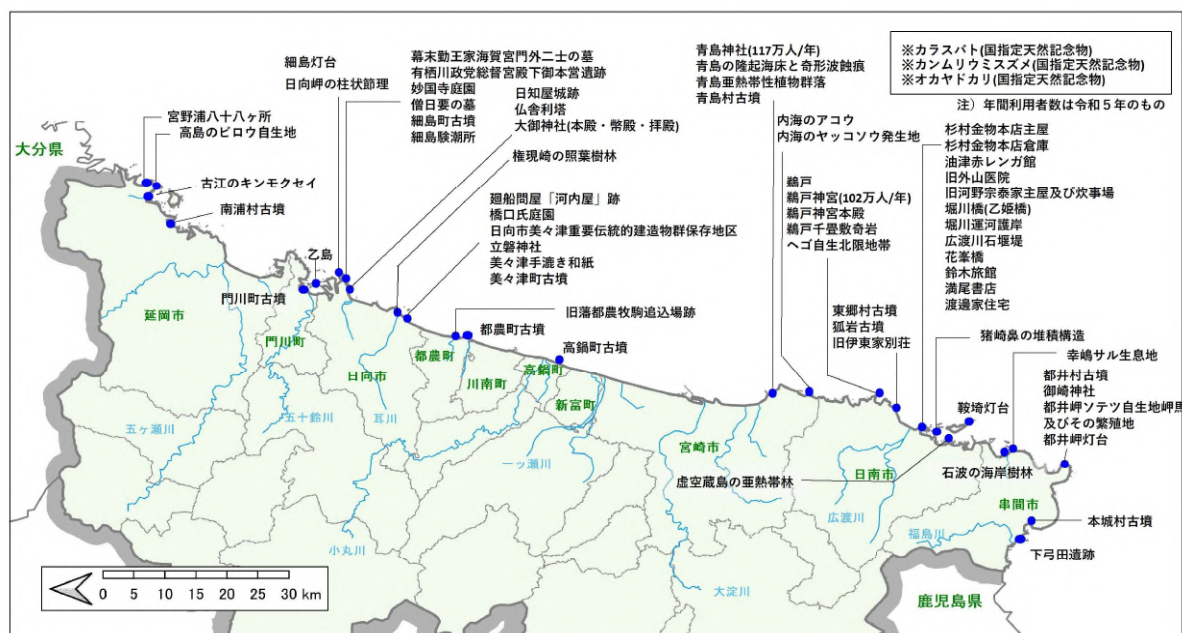 ※カラスバト(国指定天然記念物)
※カンムリウミスズメ(国指定天然記念物)
※オカヤドカリ(国指定天然記念物)
注）年間利用者数は令和５年のもの
大分県
宮野浦八十八ヶ所
高島のビロウ自生地
古江のキンモクセイ
南浦村古墳
細島灯台
日向岬の柱状節理
幕末勤王家海賀宮門外二士の墓
有栖川政党総督宮殿下御本営遺跡
妙国寺庭園
僧日要の墓
細島町古墳
細島験潮所
日知屋城跡
仏舎利塔
大御神社(本殿・幣殿・拝殿)
権現崎の照葉樹林
廻船問屋「河内屋」跡
橋口氏庭園
日向市美々津重要伝統的建造物群保存地区
立磐神社
美々津手漉き和紙
美々津町古墳
乙島
門川町古墳
旧藩都農牧駒追込場跡
都農町古墳
高鍋町古墳
青島神社(117万人/年)
青島の隆起海床と奇形波蝕痕
青島亜熱帯性植物群落
青島村古墳
内海のアコウ
内海のヤッコソウ発生地
鵜戸
鵜戸神宮(102万人/年)
鵜戸神宮本殿
鵜戸千畳敷奇岩
ヘゴ自生北限地帯
東郷村古墳
狐岩古墳
旧伊東家別荘
杉村金物本店主屋
杉村金物本店倉庫
油津赤レンガ館
旧外山医院
旧河野宗泰家主屋及び炊事場
堀川橋(乙姫橋)
堀川運河護岸
広渡川石堰堤
花峯橋
鈴木旅館
満尾書店
渡邊家住宅
猪崎鼻の堆積構造
幸嶋サル生息地
都井村古墳
御崎神社
都井岬ソテツ自生地岬馬
及びその繁殖地
都井岬灯台
鞍埼灯台
石波の海岸樹林
虚空蔵島の亜熱帯林
本城村古墳
下弓田遺跡
延岡市
門川町
日向市
都農町
川南町
高鍋町
新富町
宮崎市
日南市
串間市
五ヶ瀬川
五十鈴川
耳川
小丸川
一ッ瀬川
大淀川
広渡川
福島川
鹿児島県
0 5 10 15 20 25 30 km